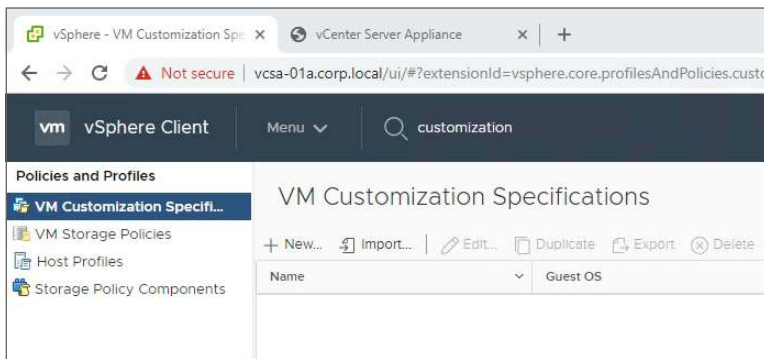 vSphere - VM Customization Spe
vCenter Server Appliance
Not secure | vcsa-01a.corp.local/ui/#?extensionId=vsphere.core.profilesAndPolicies.custo
vm vSphere Client Menu customization
Policies and Profiles
VM Customization Specifi...
VM Storage Policies
Host Profiles
Storage Policy Components
VM Customization Specifications
+ New... Import... | Edit... Duplicate Export Delete
Name Guest OS